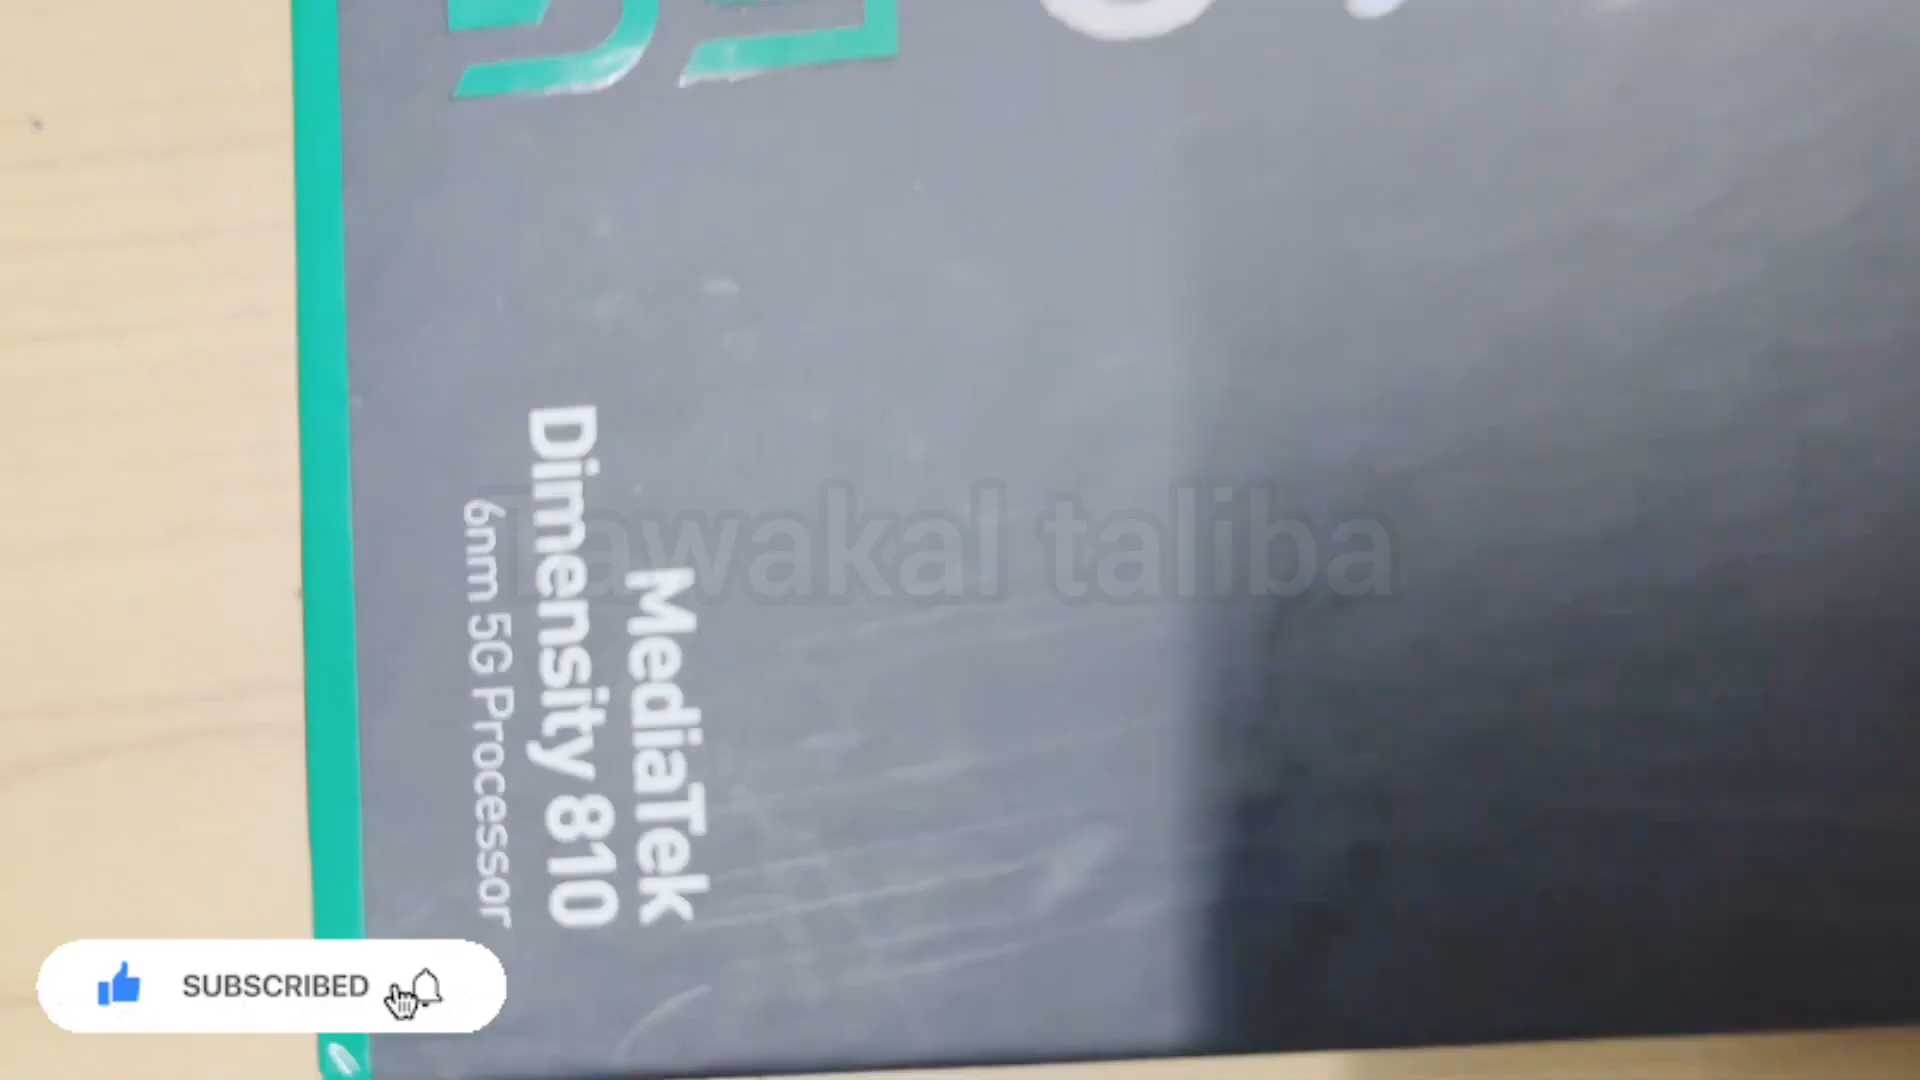 MediaTek
Dimensity 810
6nm 5G Processor
Tawakal taliba
SUBSCRIBED